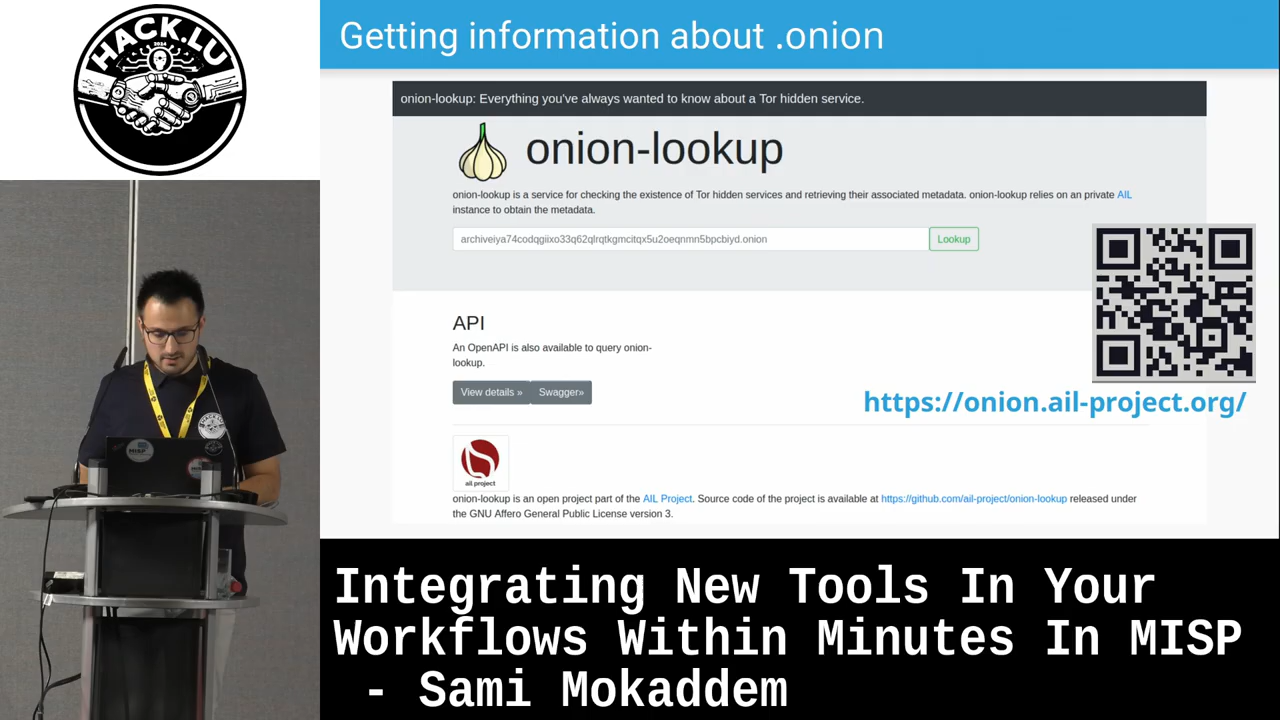 HACK.LU
2024
Getting information about .onion
onion-lookup: Everything you've always wanted to know about a Tor hidden service.
onion-lookup
onion-lookup is a service for checking the existence of Tor hidden services and retrieving their associated metadata. onion-lookup relies on an private AIL
instance to obtain the metadata.
archiveiya74codqgiixo33q62qlrqtkgmcitqx5u2oeqnmn5bpcbiyd.onion
Lookup
API
An OpenAPI is also available to query onion-
lookup.
View details »
Swagger»
https://onion.ail-project.org/
ail project
onion-lookup is an open project part of the AIL Project. Source code of the project is available at https://github.com/ail-project/onion-lookup released under
the GNU Affero General Public License version 3.
MISP
Integrating New Tools In Your
Workflows Within Minutes In MISP
- Sami Mokaddem